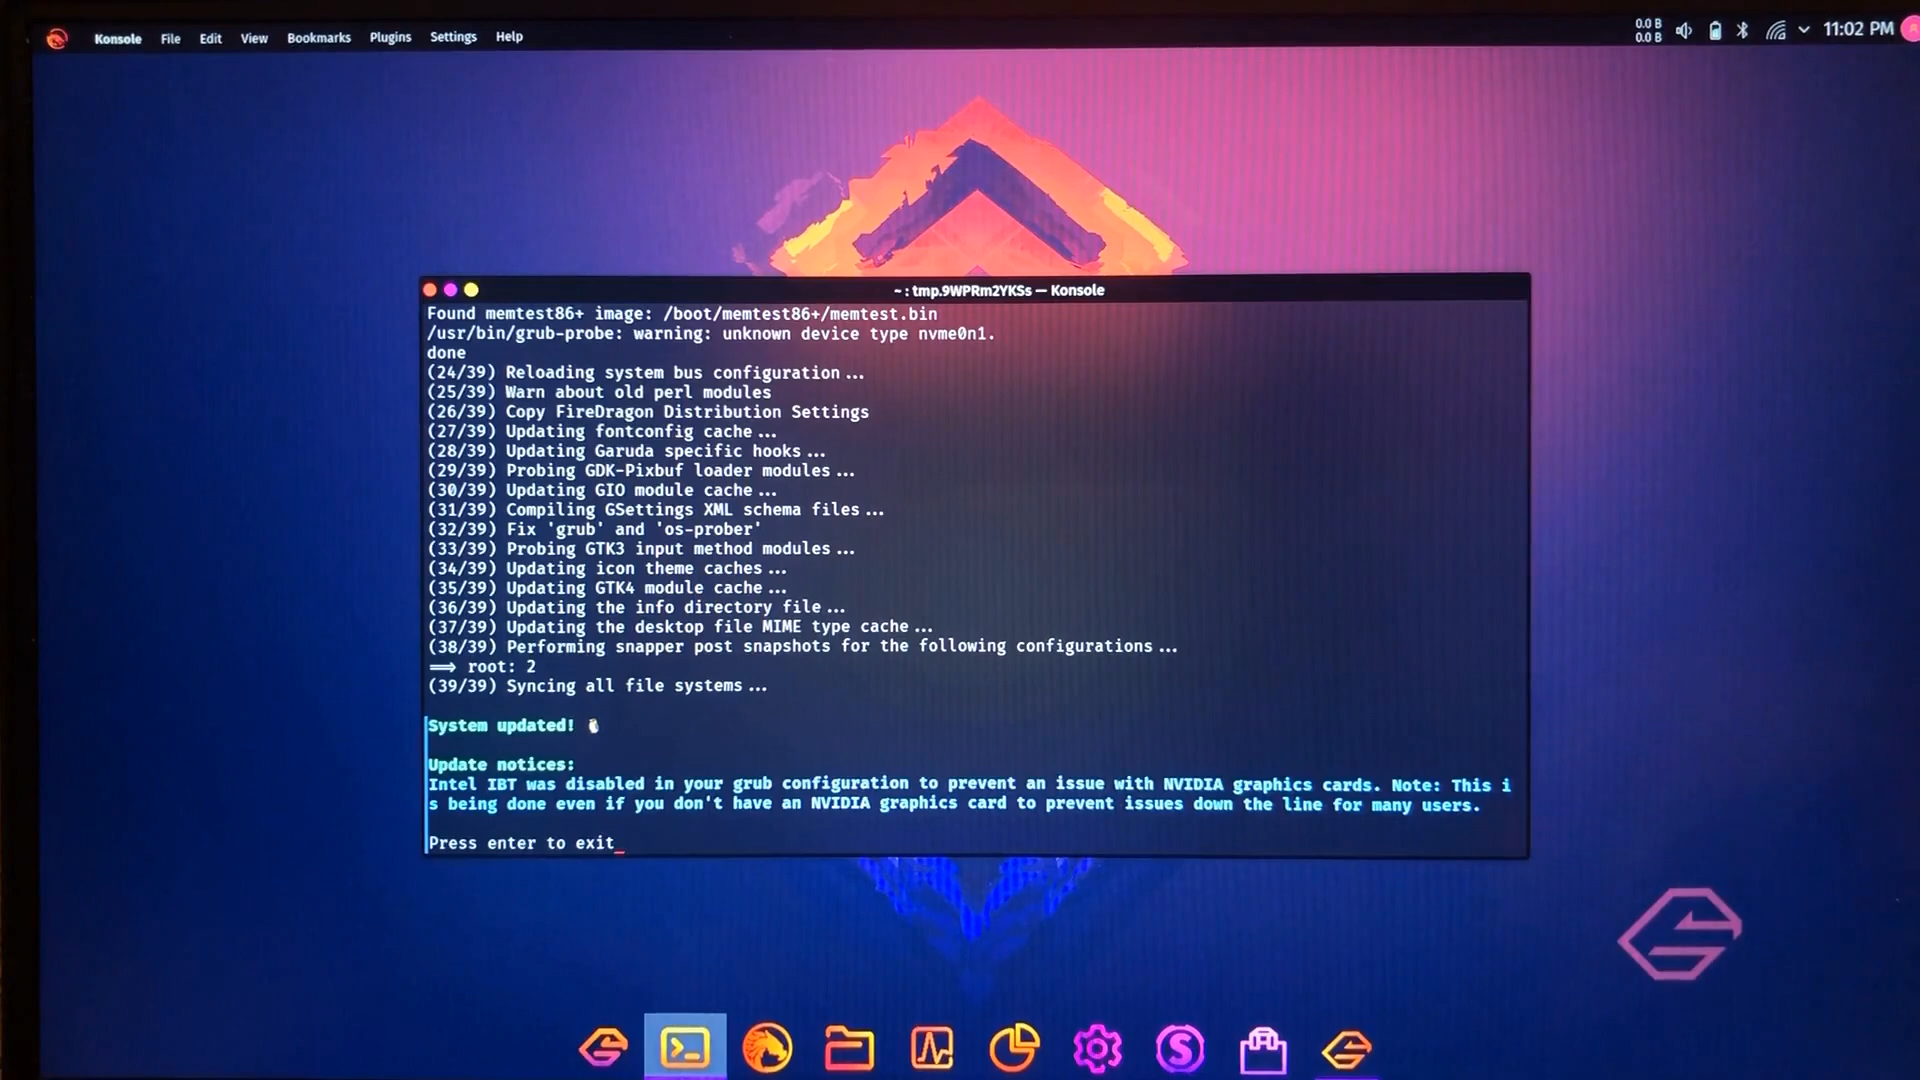 Konsole File Edit View Bookmarks Plugins Settings Help
0.0 B
0.0 B
11:02 PM
~ : tmp.9WPRm2YKSs — Konsole
Found memtest86+ image: /boot/memtest86+/memtest.bin
/usr/bin/grub-probe: warning: unknown device type nvme0n1.
done
(24/39) Reloading system bus configuration...
(25/39) Warn about old perl modules
(26/39) Copy FireDragon Distribution Settings
(27/39) Updating fontconfig cache...
(28/39) Updating Garuda specific hooks...
(29/39) Probing GDK-Pixbuf loader modules...
(30/39) Updating GIO module cache...
(31/39) Compiling GSettings XML schema files...
(32/39) Fix 'grub' and 'os-prober'
(33/39) Probing GTK3 input method modules...
(34/39) Updating icon theme caches...
(35/39) Updating GTK4 module cache...
(36/39) Updating the info directory file...
(37/39) Updating the desktop file MIME type cache...
(38/39) Performing snapper post snapshots for the following configurations...
==> root: 2
(39/39) Syncing all file systems...
System updated! 🐧
Update notices:
Intel IBT was disabled in your grub configuration to prevent an issue with NVIDIA graphics cards. Note: This i
s being done even if you don't have an NVIDIA graphics card to prevent issues down the line for many users.
Press enter to exit_